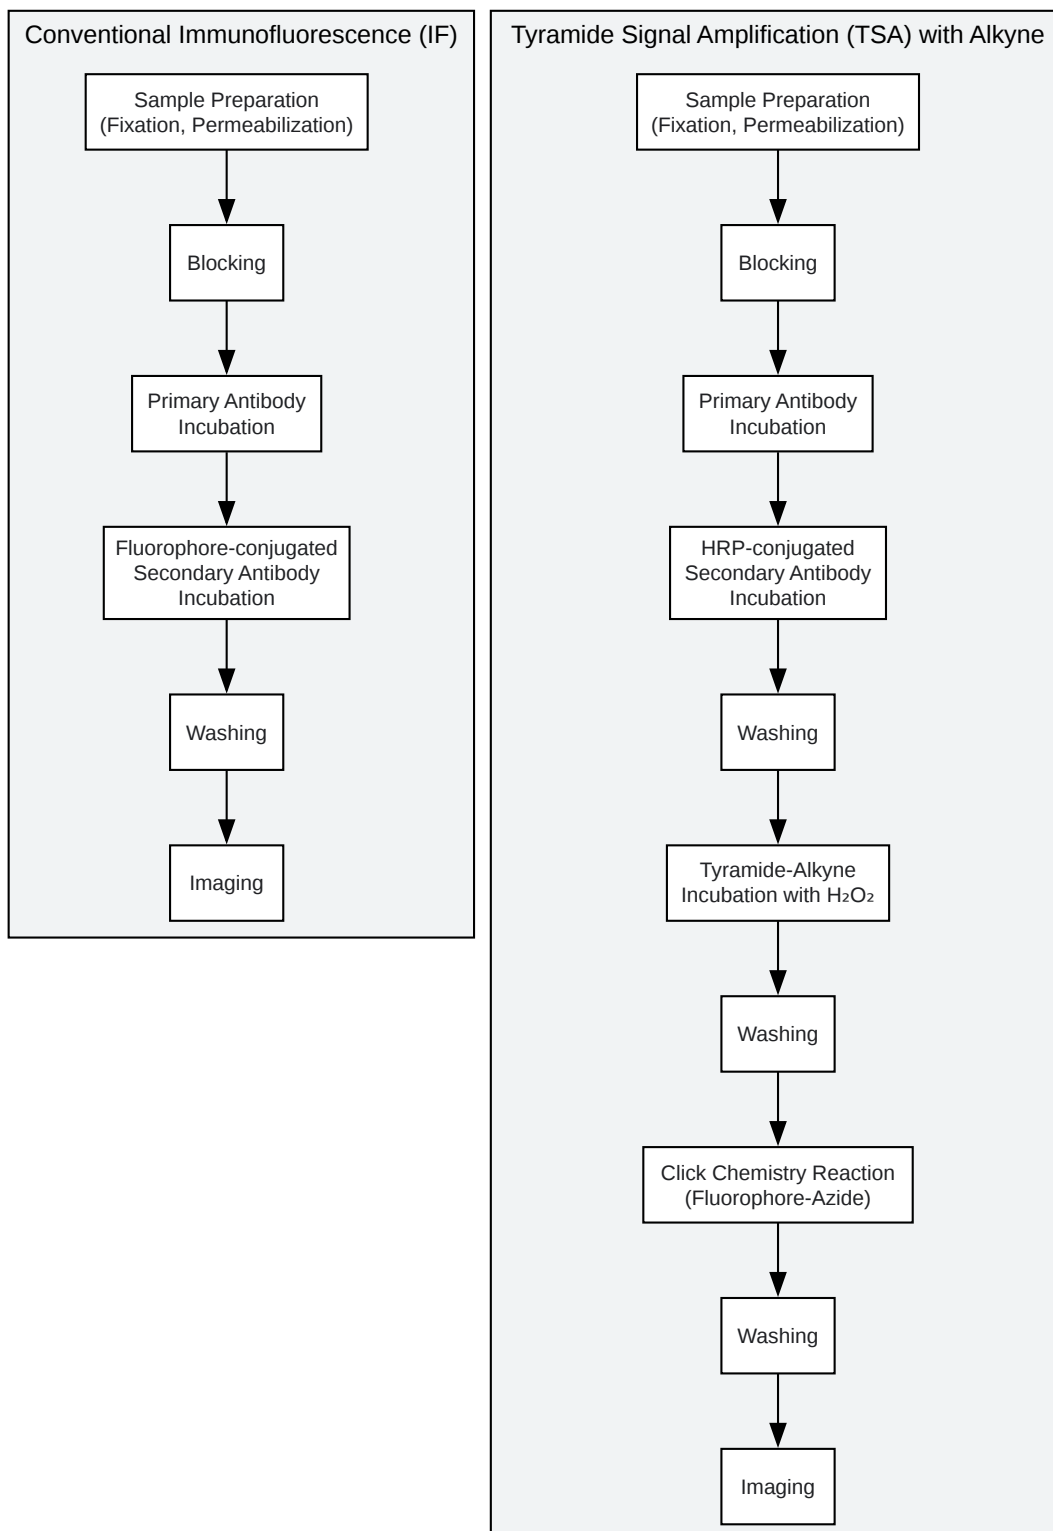 Conventional Immunofluorescence (IF)
Sample Preparation
(Fixation, Permeabilization)
Blocking
Primary Antibody
Incubation
Fluorophore-conjugated
Secondary Antibody
Incubation
Washing
Imaging
Tyramide Signal Amplification (TSA) with Alkyne
Sample Preparation
(Fixation, Permeabilization)
Blocking
Primary Antibody
Incubation
HRP-conjugated
Secondary Antibody
Incubation
Washing
Tyramide-Alkyne
Incubation with H₂O₂
Washing
Click Chemistry Reaction
(Fluorophore-Azide)
Washing
Imaging